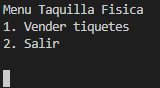 Menu Taquilla Fisica
1. Vender tiquetes
2. Salir